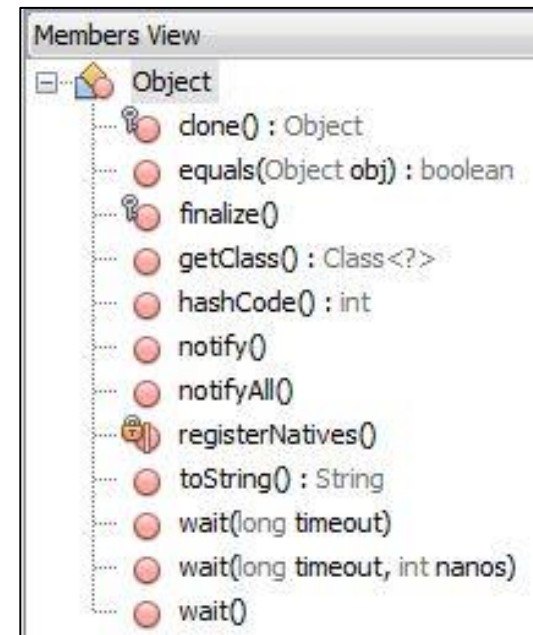 Members View
Object
clone() : Object
equals(Object obj) : boolean
finalize()
getClass() : Class<?>
hashCode() : int
notify()
notifyAll()
registerNatives()
toString() : String
wait(long timeout)
wait(long timeout, int nanos)
wait()